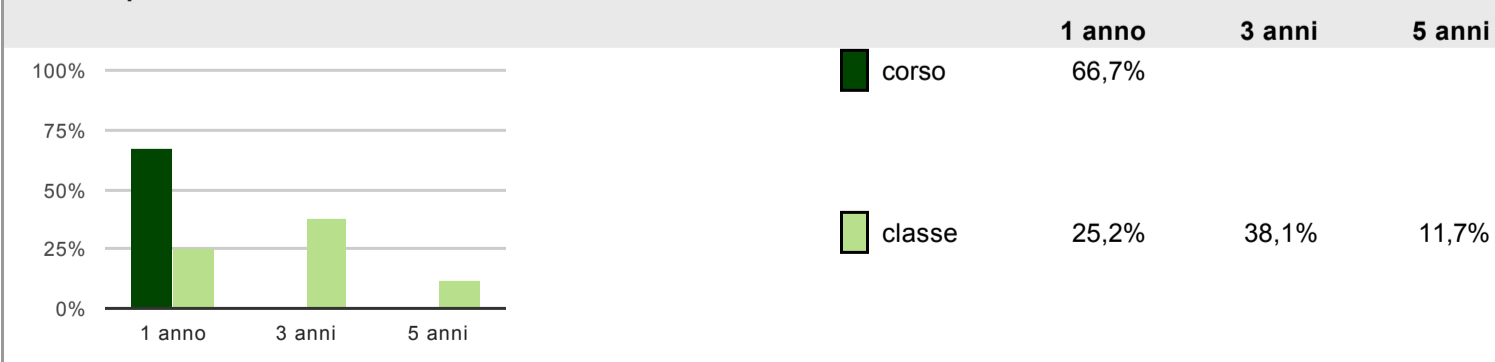 1 anno 3 anni 5 anni
100%
75%
50%
25%
0%
1 anno 3 anni 5 anni
corso 66,7%
classe 25,2% 38,1% 11,7%